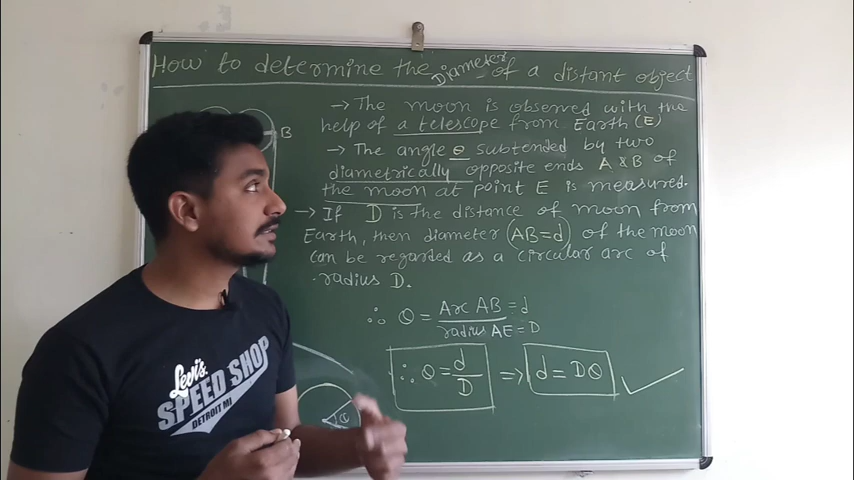 How to determine the Diameter of a distant object
→ The moon is observed with the
help of a telescope from Earth (E)
→ The angle θ subtended by two
diametrically opposite ends A & B of
the moon at point E is measured.
→ If D is the distance of moon from
Earth, then diameter (AB=d) of the moon
can be regarded as a circular arc of
radius D.
∴ θ = Arc AB = d
radius AE = D
∴ θ = d/D ⇒ d = Dθ
B
θ
Levi's
SPEED SHOP
DETROIT MI